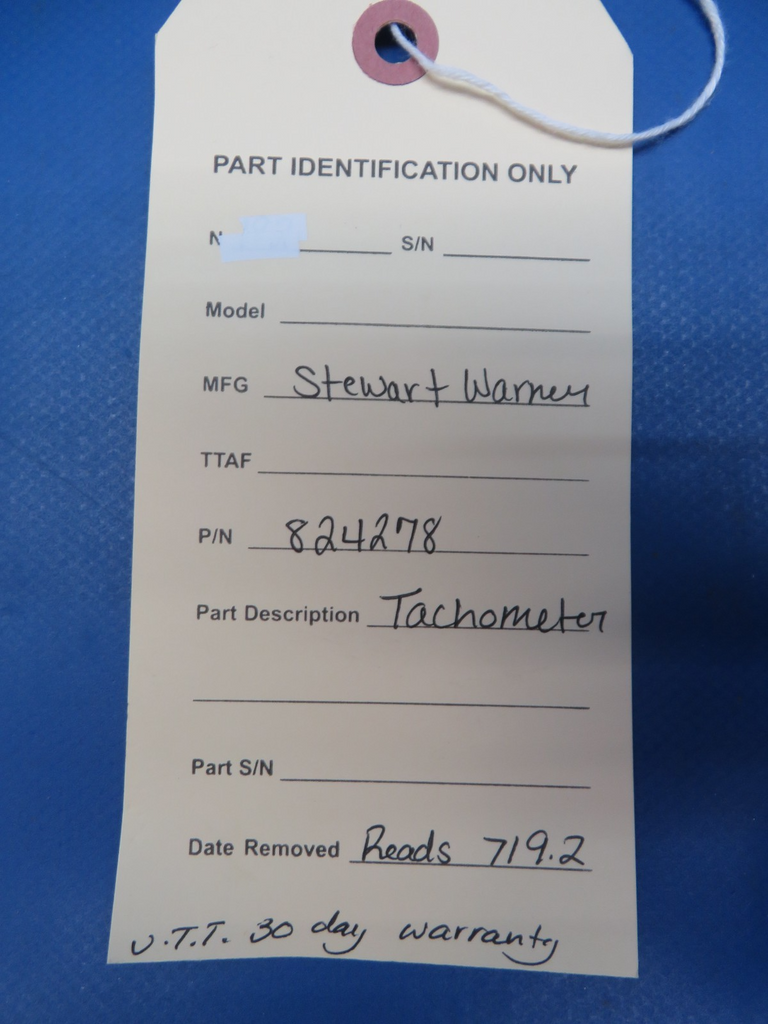 PART IDENTIFICATION ONLY
N S/N
Model
MFG Stewart Warner
TTAF
P/N 824278
Part Description Tachometer
Part S/N
Date Removed Reads 719.2
U.T.T. 30 day warranty